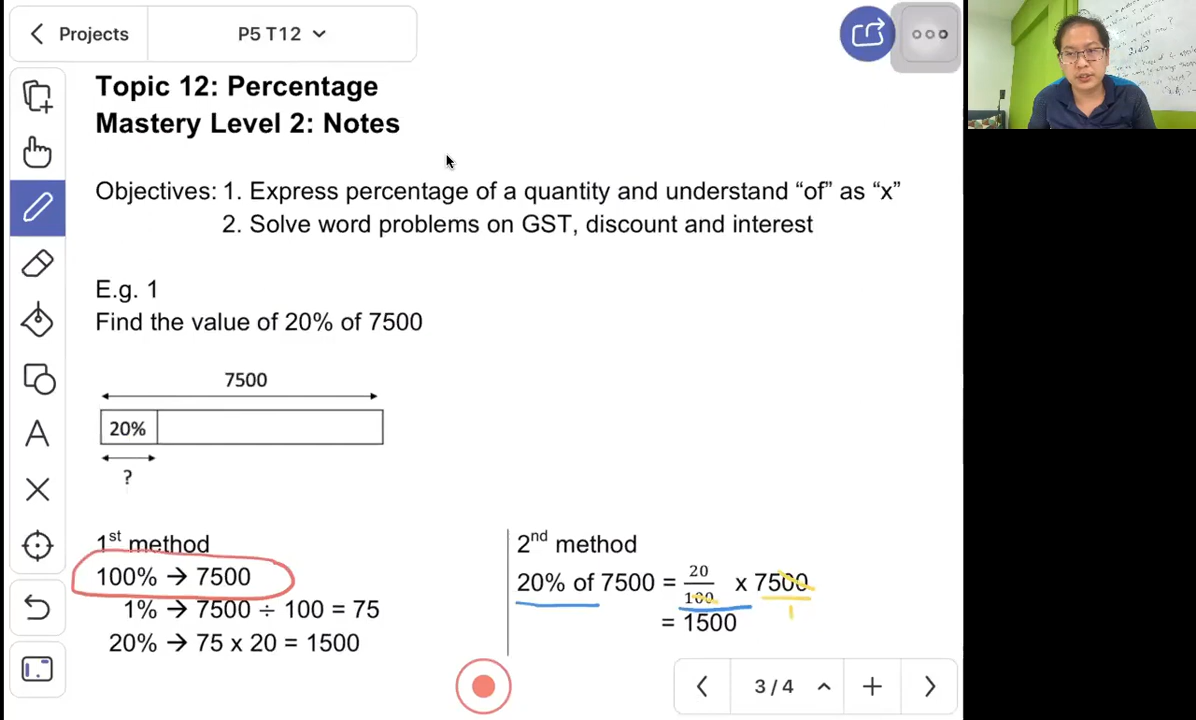 Projects
P5 T12
Topic 12: Percentage
Mastery Level 2: Notes
Objectives: 1. Express percentage of a quantity and understand “of” as “x”
2. Solve word problems on GST, discount and interest
E.g. 1
Find the value of 20% of 7500
7500
20%
?
1st method
100% → 7500
1% → 7500 ÷ 100 = 75
20% → 75 x 20 = 1500
2nd method
20% of 7500 = 20/100 x 7500
1
= 1500
3 / 4